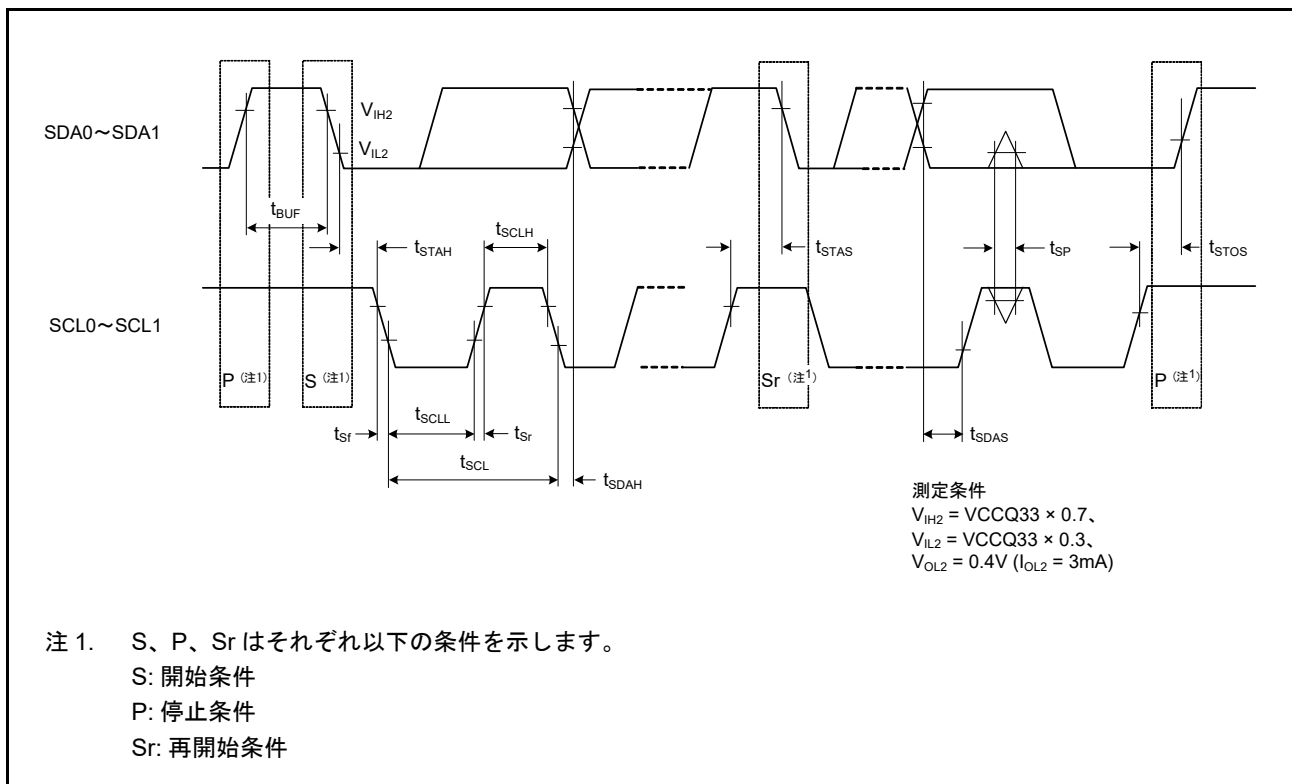 SDA0～SDA1
VIH2
VIL2
tBUF
tSTAH
tSCLH
tSTAS
tSP
tSTOS
SCL0～SCL1
P（注1）
S（注1）
Sr（注1）
P（注1）
tSf
tSCLL
tSr
tSCL
tSDAH
tSDAS
測定条件
VIH2 = VCCQ33 × 0.7、
VIL2 = VCCQ33 × 0.3、
VOL2 = 0.4V (IOL2 = 3mA)
注 1. S、P、Sr はそれぞれ以下の条件を示します。
S: 開始条件
P: 停止条件
Sr: 再開始条件